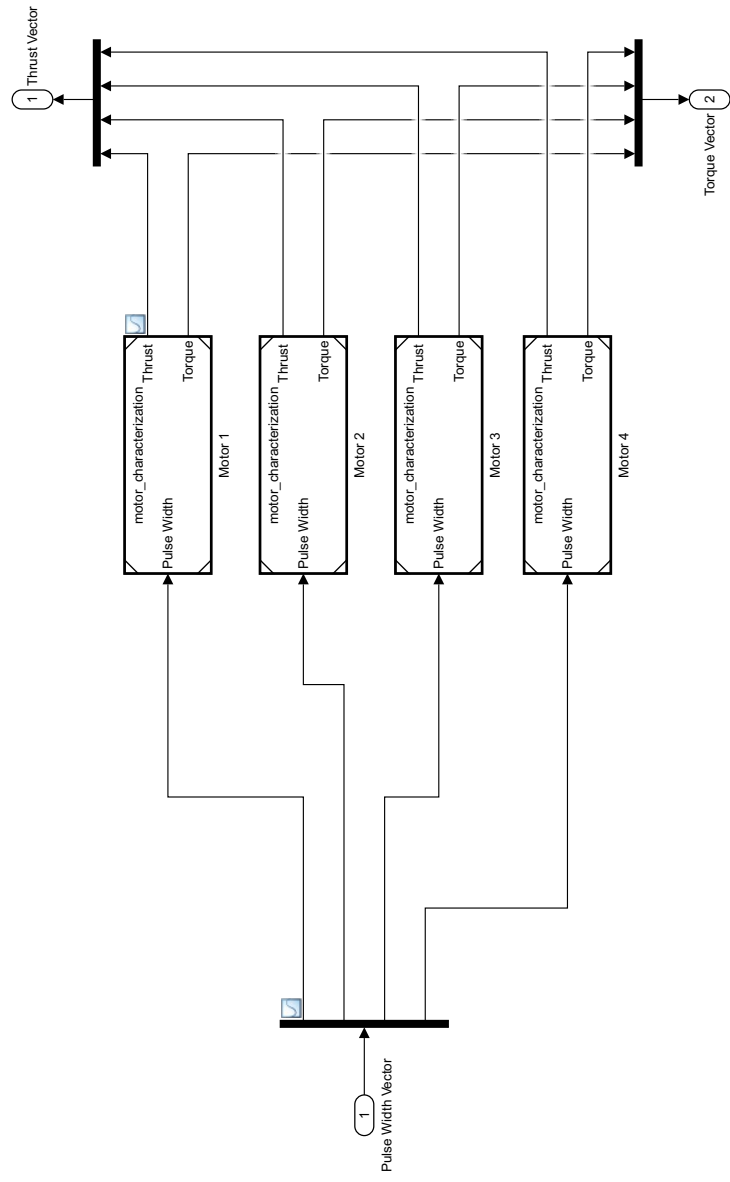 1
Pulse Width Vector
motor_characterization
Pulse Width
Thrust
Torque
Motor 1
motor_characterization
Pulse Width
Thrust
Torque
Motor 2
motor_characterization
Pulse Width
Thrust
Torque
Motor 3
motor_characterization
Pulse Width
Thrust
Torque
Motor 4
1
Thrust Vector
2
Torque Vector